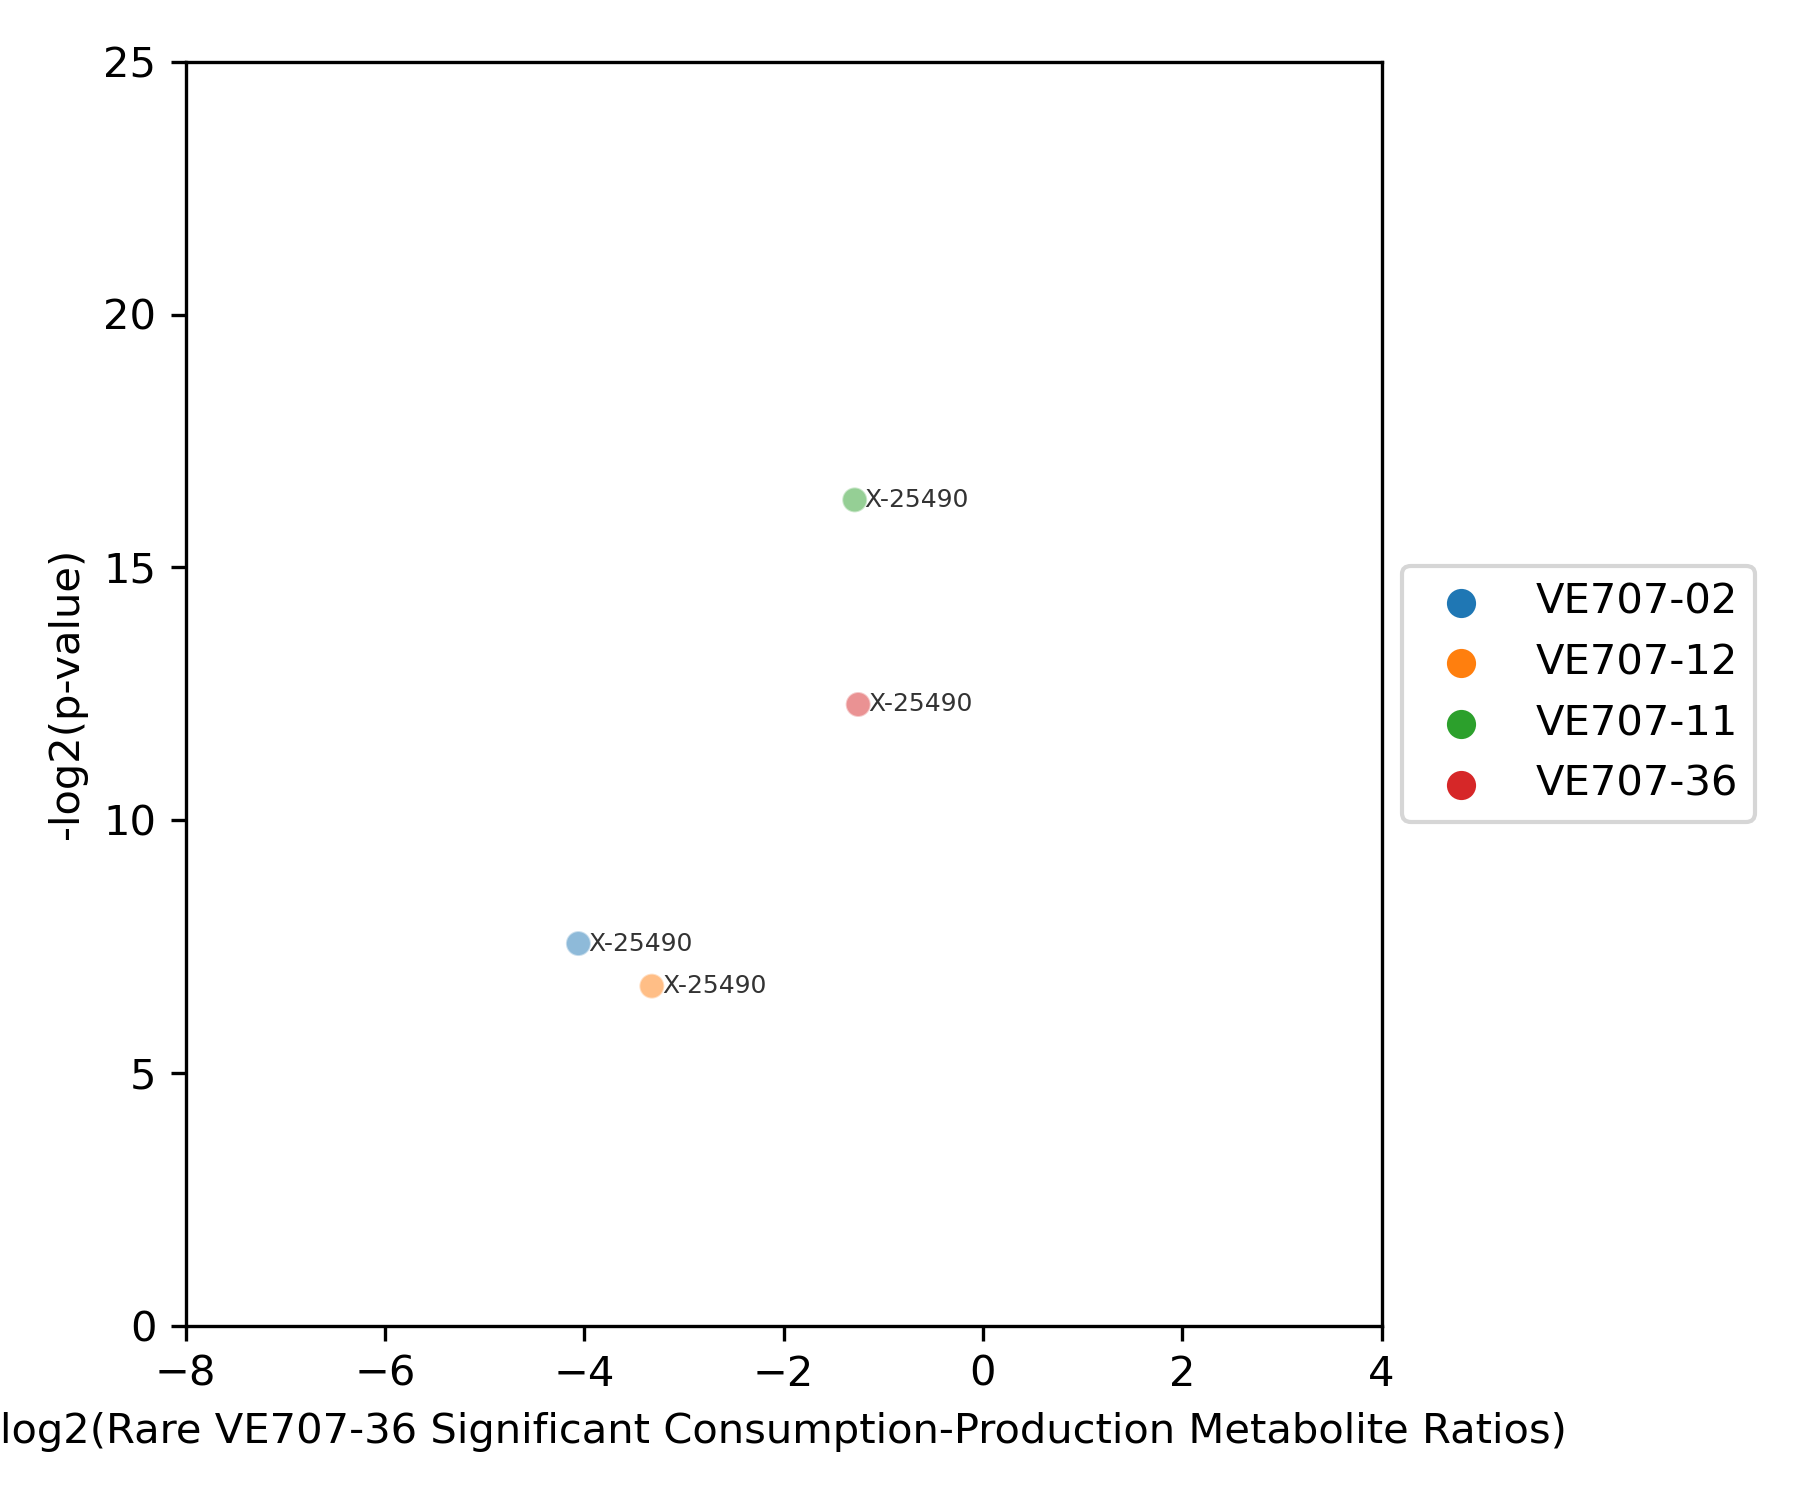 25
20
15
10
5
0
-log2(p-value)
X-25490
X-25490
X-25490
X-25490
VE707-02
VE707-12
VE707-11
VE707-36
−8 −6 −4 −2 0 2 4
log2(Rare VE707-36 Significant Consumption-Production Metabolite Ratios)